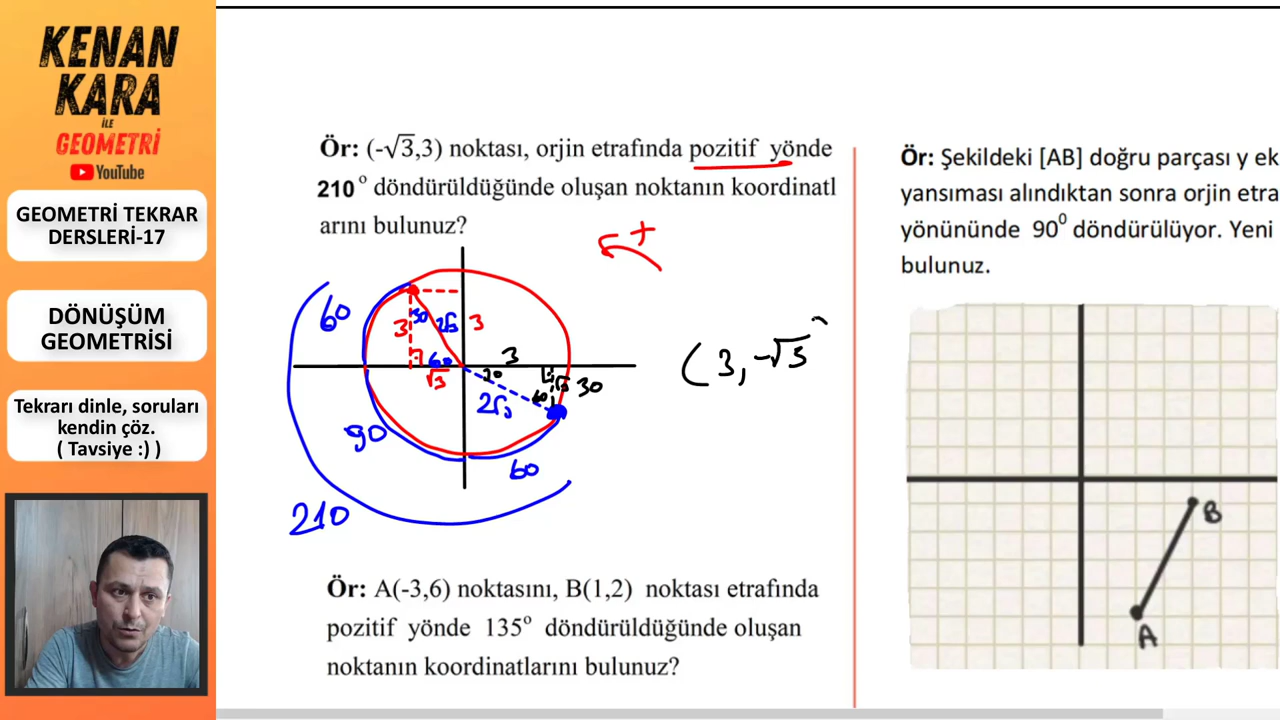 KENAN
KARA
İLE
GEOMETRİ
YouTube
GEOMETRİ TEKRAR
DERSLERİ-17
DÖNÜŞÜM
GEOMETRİSİ
Tekrarı dinle, soruları
kendin çöz.
( Tavsiye :) )
Ör: (-√3,3) noktası, orjin etrafında pozitif yönde
210° döndürüldüğünde oluşan noktanın koordinatl
arını bulunuz?
+
60
30
2√3
3
3
60
√3
3
30
√3
30
60
2√3
90
60
210
(3, -√3
Ör: A(-3,6) noktasını, B(1,2) noktası etrafında
pozitif yönde 135° döndürüldüğünde oluşan
noktanın koordinatlarını bulunuz?
Ör: Şekildeki [AB] doğru parçası y ek
yansıması alındıktan sonra orjin etra
yönününde 90⁰ döndürülüyor. Yeni
bulunuz.
B
A